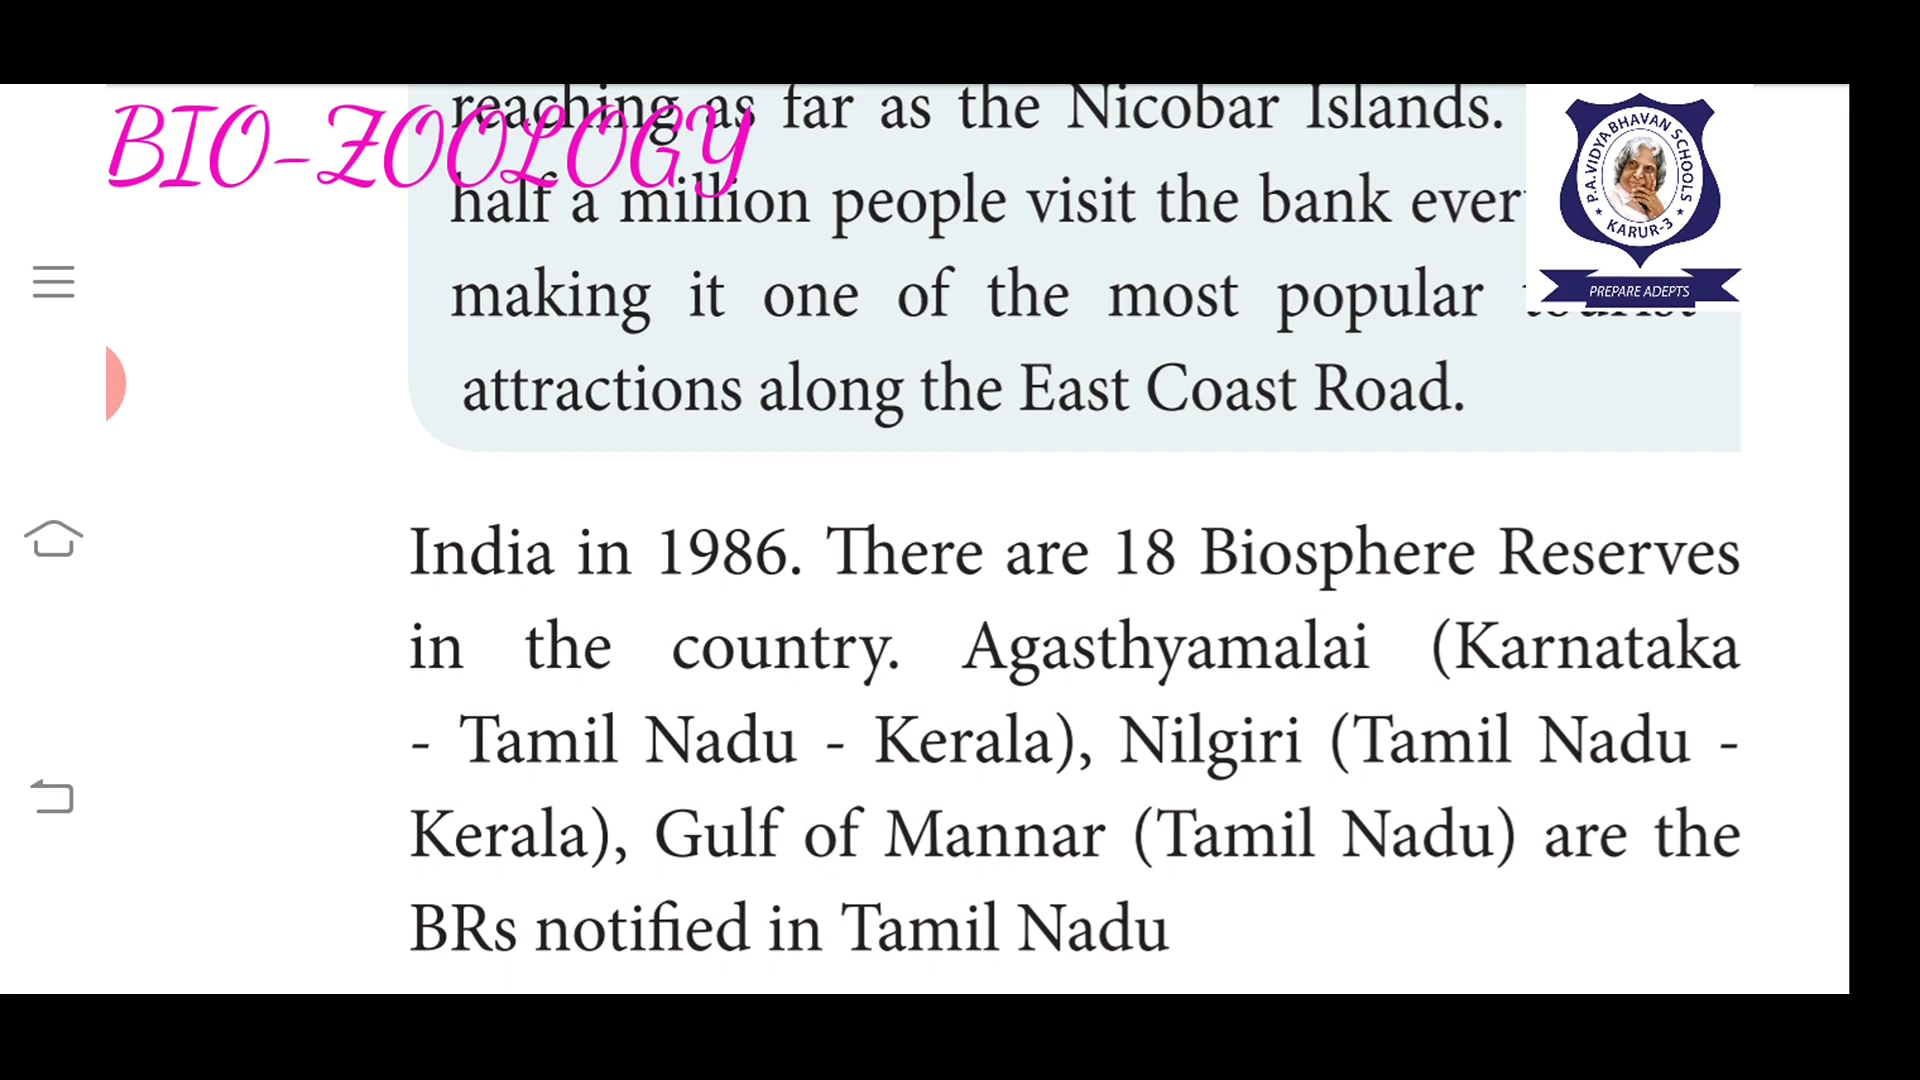 BIO-ZOOLOGY
reaching as far as the Nicobar Islands.
half a million people visit the bank ever
making it one of the most popular tourist
attractions along the East Coast Road.
P.A.VIDYA BHAVAN SCHOOLS
KARUR-3
PREPARE ADEPTS
India in 1986. There are 18 Biosphere Reserves
in the country. Agasthyamalai (Karnataka
- Tamil Nadu - Kerala), Nilgiri (Tamil Nadu -
Kerala), Gulf of Mannar (Tamil Nadu) are the
BRs notified in Tamil Nadu